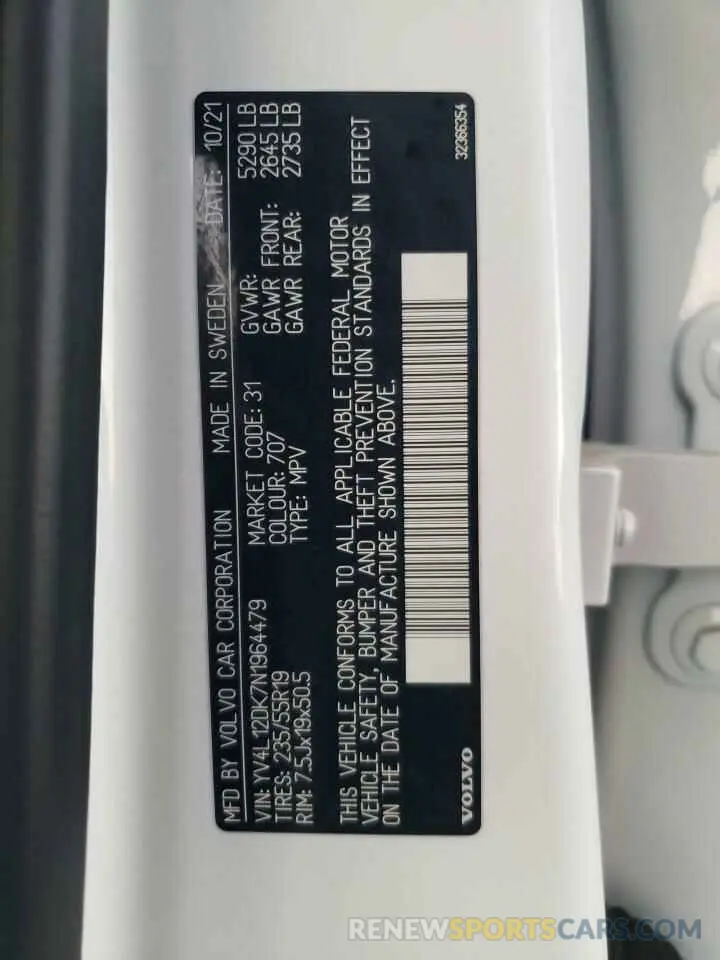 MFD BY VOLVO CAR CORPORATION MADE IN SWEDEN DATE: 10/21
VIN: YV4L12DK7N1964479 MARKET CODE: 31 GVWR: 5290 LB
TIRES: 235/55R19 COLOUR: 707 GAWR FRONT: 2645 LB
RIM: 7.5Jx19x50.5 TYPE: MPV GAWR REAR: 2735 LB
THIS VEHICLE CONFORMS TO ALL APPLICABLE FEDERAL MOTOR
VEHICLE SAFETY, BUMPER AND THEFT PREVENTION STANDARDS IN EFFECT
ON THE DATE OF MANUFACTURE SHOWN ABOVE.
VOLVO 32366354
RENEWSPORTSCARS.COM